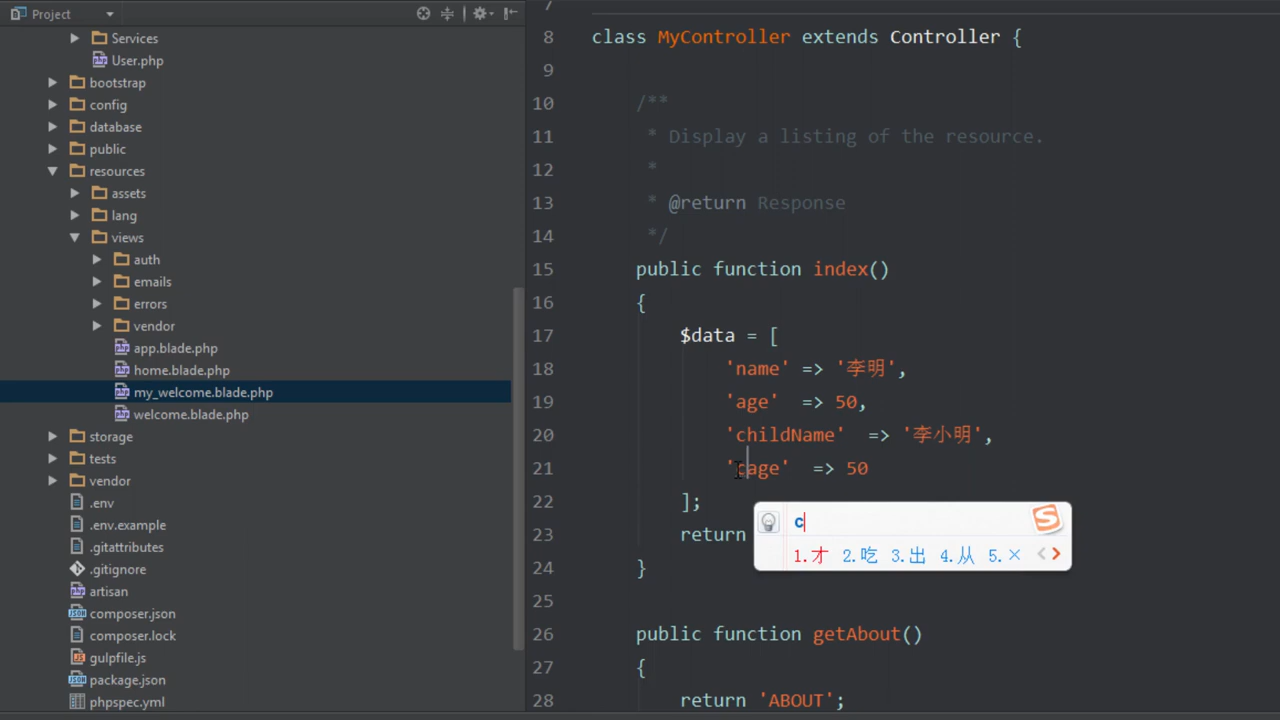 Project
Services
User.php
bootstrap
config
database
public
resources
assets
lang
views
auth
emails
errors
vendor
app.blade.php
home.blade.php
my_welcome.blade.php
welcome.blade.php
storage
tests
vendor
.env
.env.example
.gitattributes
.gitignore
artisan
composer.json
composer.lock
gulpfile.js
package.json
phpspec.yml
7
8 class MyController extends Controller {
9
10 /**
11 * Display a listing of the resource.
12 *
13 * @return Response
14 */
15 public function index()
16 {
17 $data = [
18 'name' => '李明',
19 'age' => 50,
20 'childName' => '李小明',
21 'cage' => 50
22 ];
23 return
24 }
25
26 public function getAbout()
27 {
28 return 'ABOUT';
c
1.才 2.吃 3.出 4.从 5.×